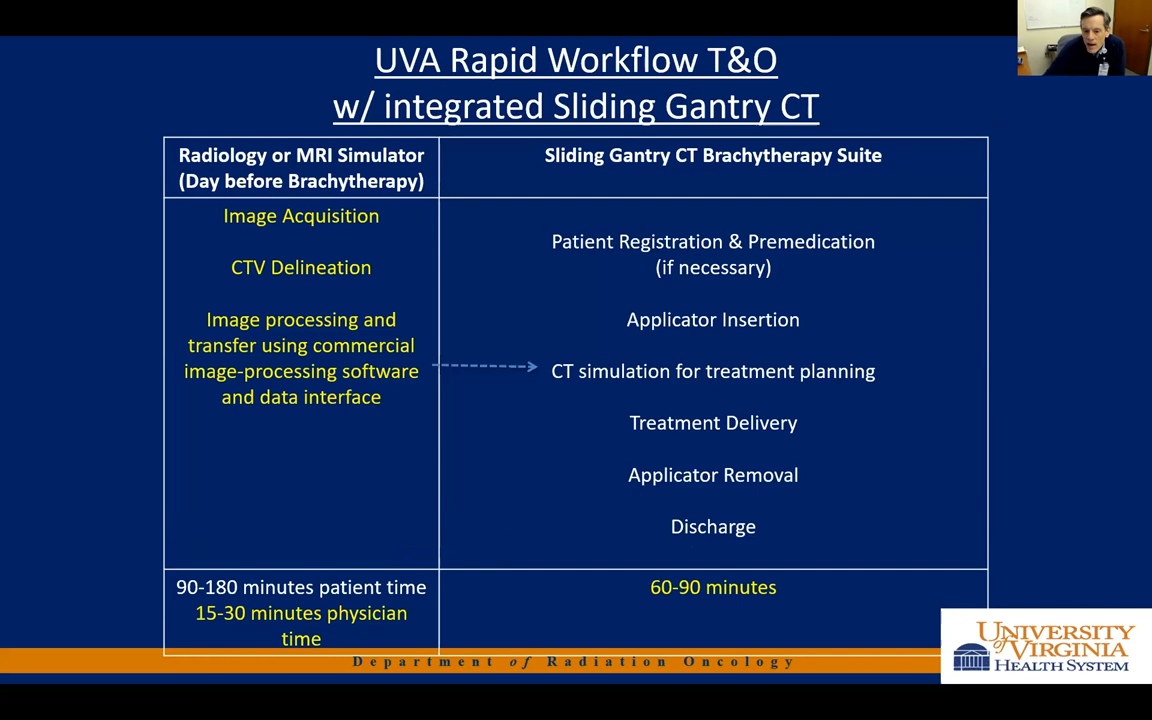 UVA Rapid Workflow T&O
w/ integrated Sliding Gantry CT
Radiology or MRI Simulator
(Day before Brachytherapy)
Sliding Gantry CT Brachytherapy Suite
Image Acquisition
CTV Delineation
Image processing and
transfer using commercial
image-processing software
and data interface
Patient Registration & Premedication
(if necessary)
Applicator Insertion
CT simulation for treatment planning
Treatment Delivery
Applicator Removal
Discharge
90-180 minutes patient time
15-30 minutes physician
time
60-90 minutes
Department of Radiation Oncology
UNIVERSITY
of VIRGINIA
HEALTH SYSTEM